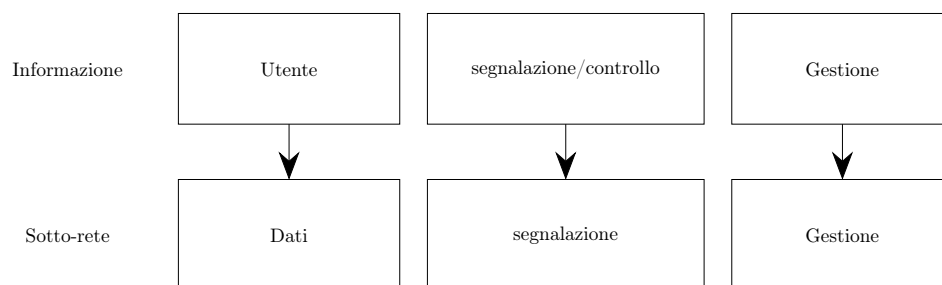 Informazione
Utente
segnalazione/controllo
Gestione
Sotto-rete
Dati
segnalazione
Gestione